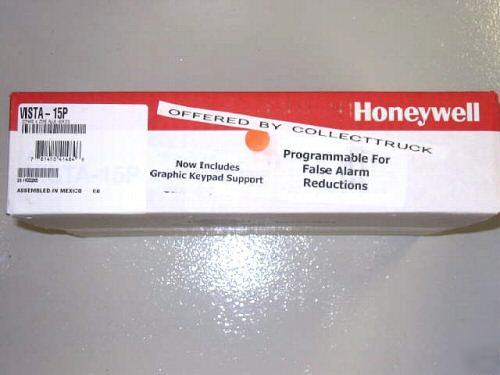 VISTA-15P
Honeywell
OFFERED BY COLLECTTRUCK
Now Includes
Graphic Keypad Support
Programmable For
False Alarm
Reductions
ASSEMBLED IN MEXICO